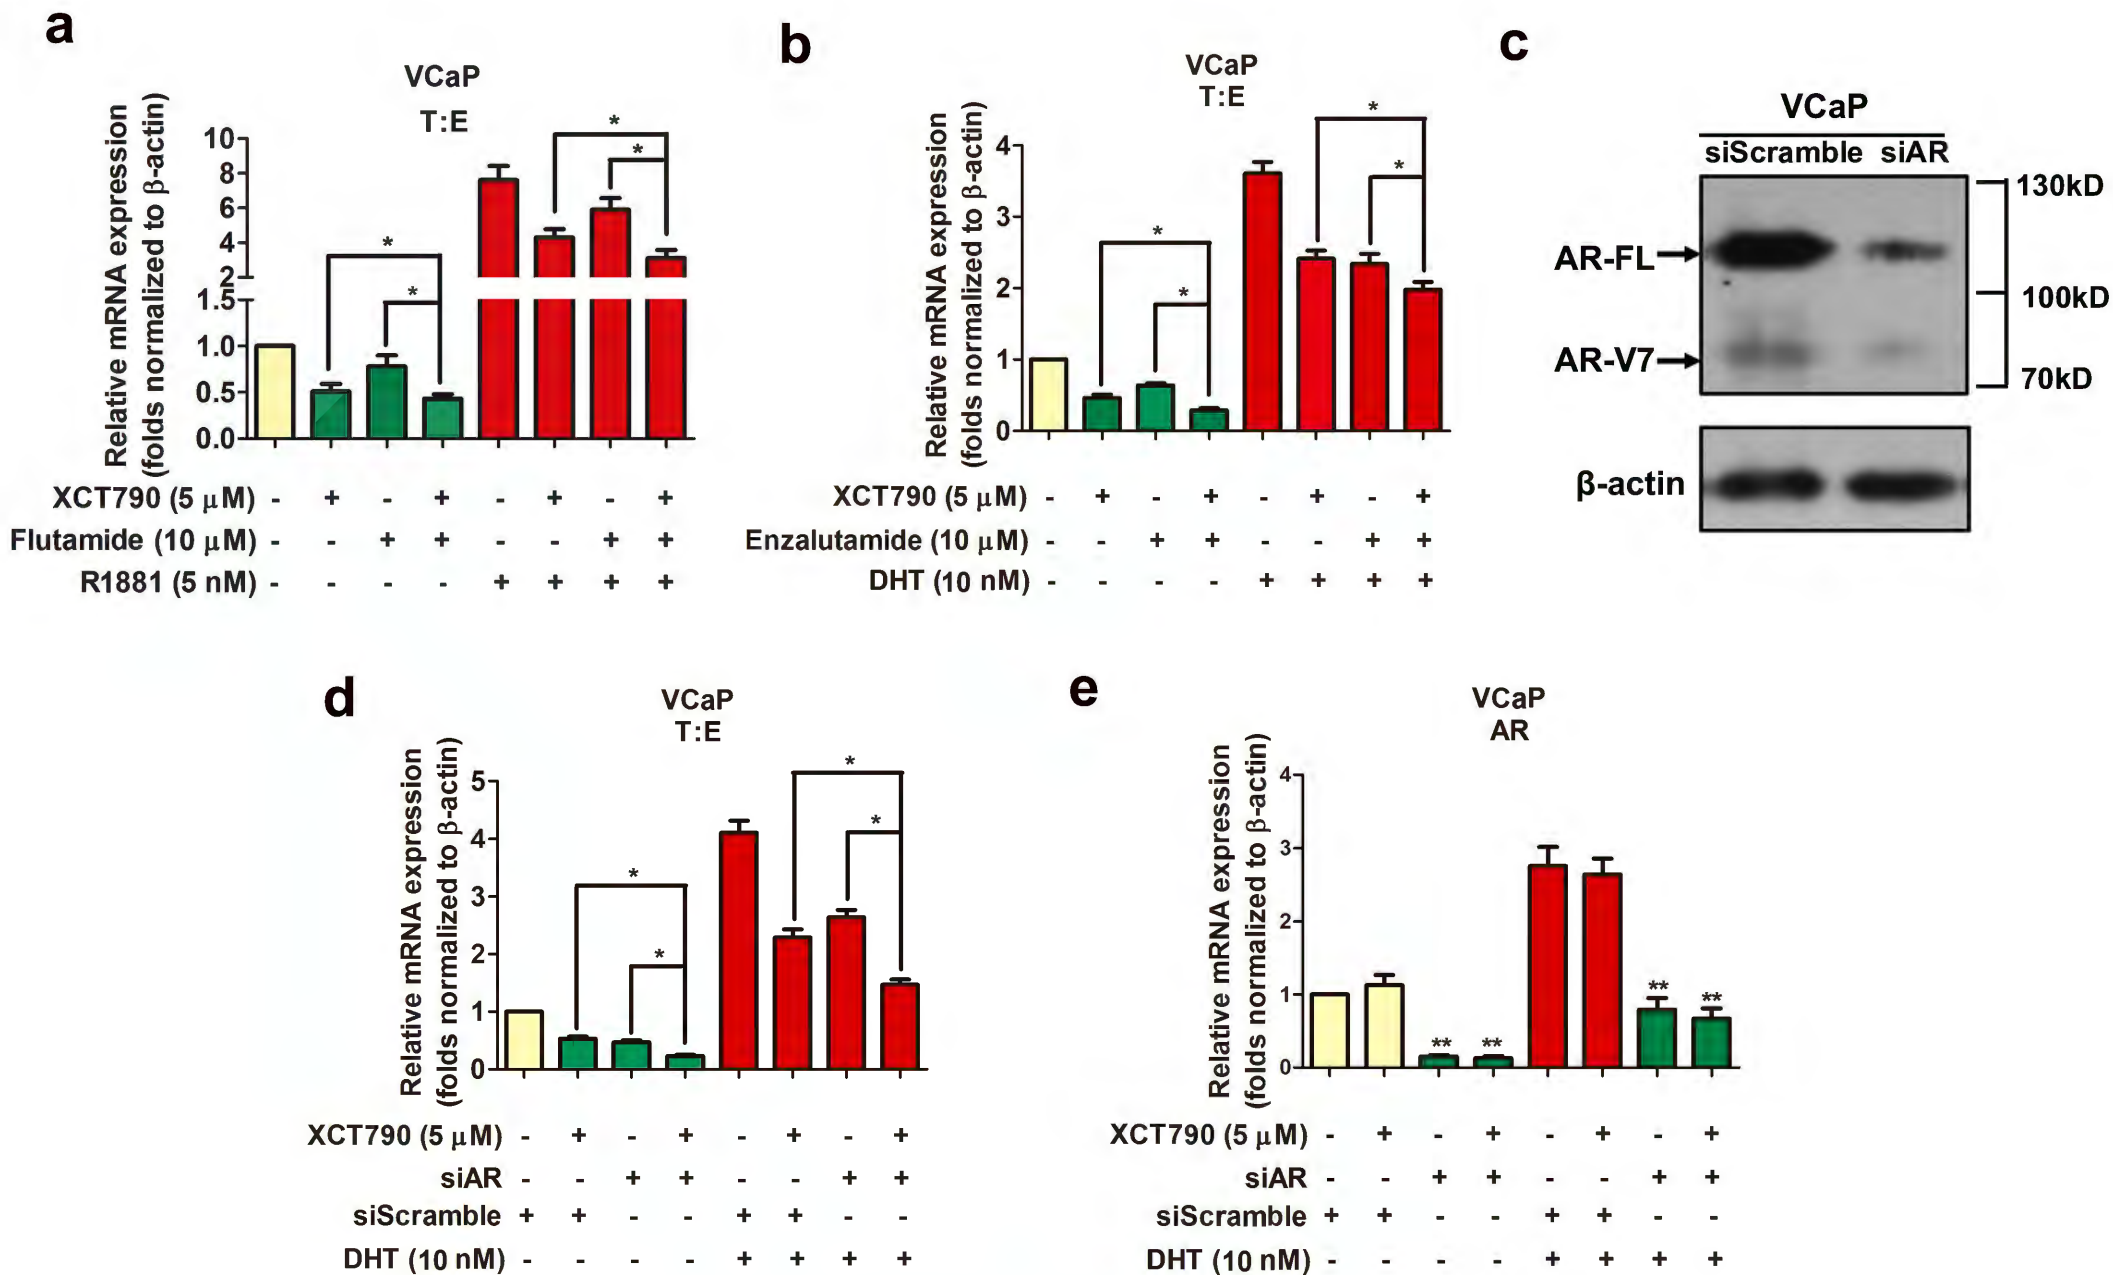 a
VCaP
T:E
Relative mRNA expression
(folds normalized to β-actin)
10
8
6
4
2
1.5
1.0
0.5
0.0
*
*
*
*
XCT790 (5 μM) - + - + - + - +
Flutamide (10 μM) - - + + - - + +
R1881 (5 nM) - - - - + + + +
b
VCaP
T:E
Relative mRNA expression
(folds normalized to β-actin)
4
3
2
1
0
*
*
*
*
XCT790 (5 μM) - + - + - + - +
Enzalutamide (10 μM) - - + + - - + +
DHT (10 nM) - - - - + + + +
c
VCaP
siScramble siAR
130kD
AR-FL
100kD
AR-V7
70kD
β-actin
d
VCaP
T:E
Relative mRNA expression
(folds normalized to β-actin)
5
4
3
2
1
0
*
*
*
*
XCT790 (5 μM) - + - + - + - +
siAR - - + + - - + +
siScramble + + - - + + - -
DHT (10 nM) - - - - + + + +
e
VCaP
AR
Relative mRNA expression
(folds normalized to β-actin)
4
3
2
1
0
** ** ** **
XCT790 (5 μM) - + - + - + - +
siAR - - + + - - + +
siScramble + + - - + + - -
DHT (10 nM) - - - - + + + +